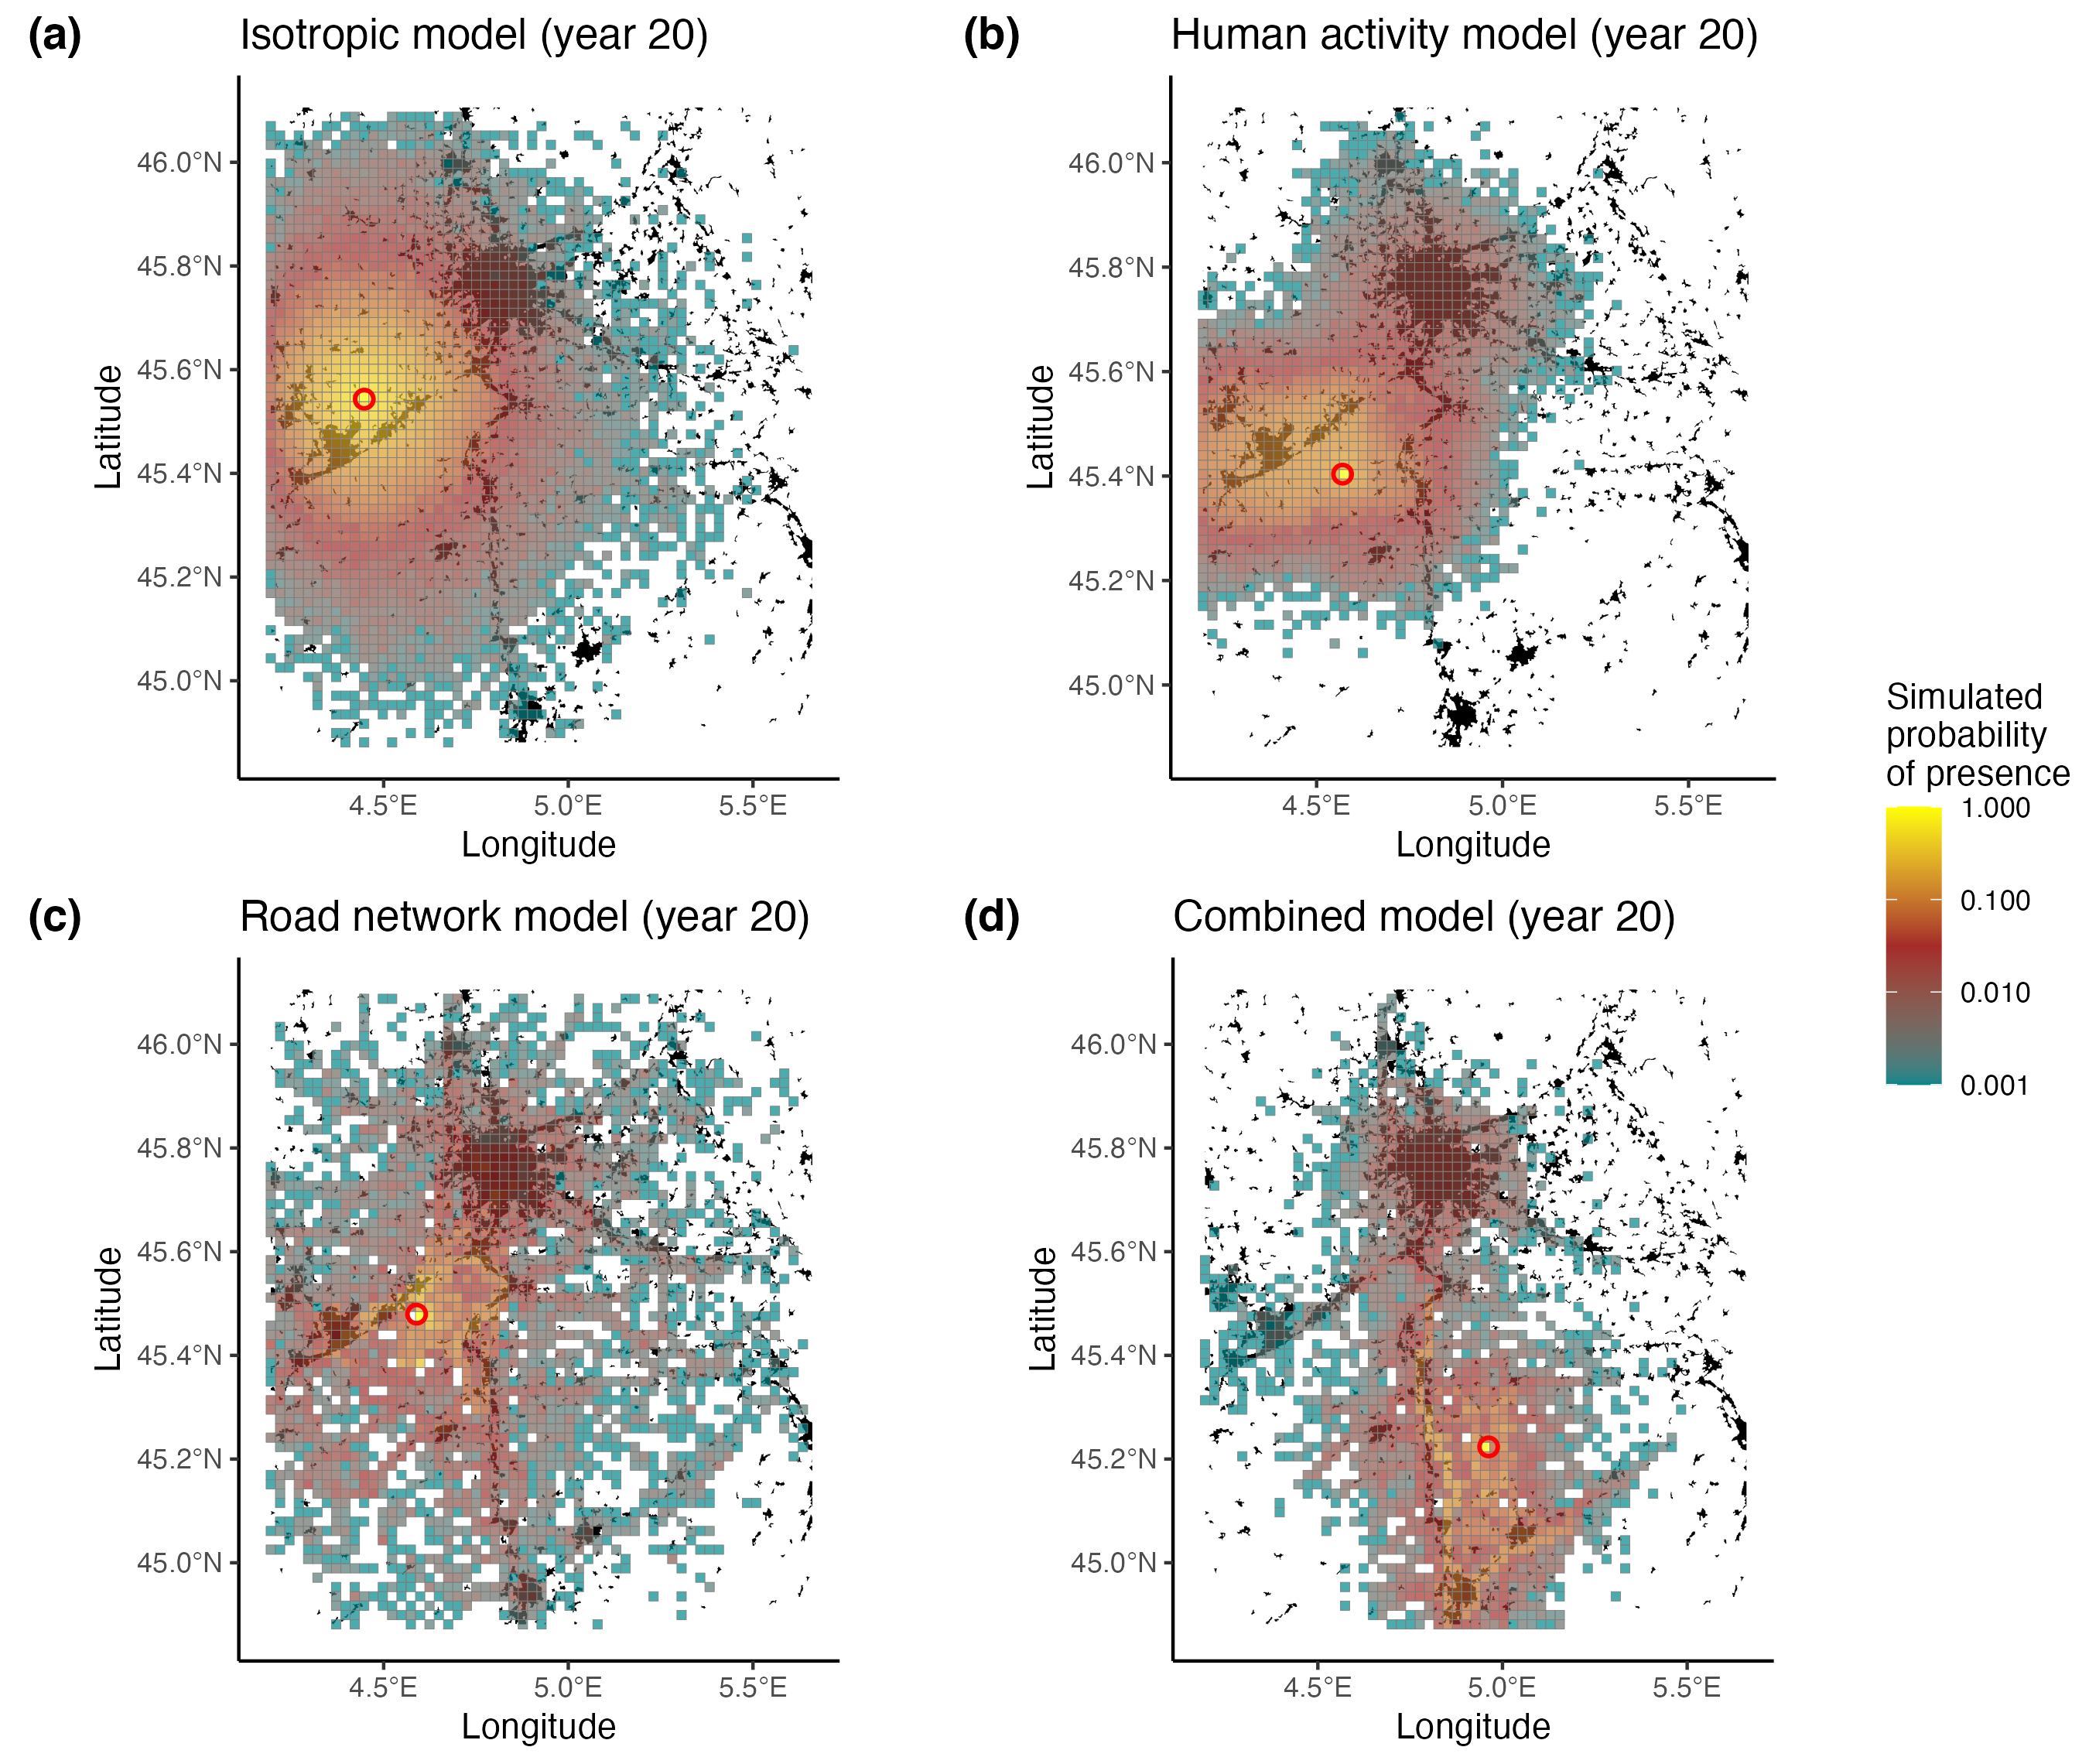 (a) Isotropic model (year 20)
Latitude
46.0°N
45.8°N
45.6°N
45.4°N
45.2°N
45.0°N
4.5°E 5.0°E 5.5°E
Longitude
(b) Human activity model (year 20)
Latitude
46.0°N
45.8°N
45.6°N
45.4°N
45.2°N
45.0°N
4.5°E 5.0°E 5.5°E
Longitude
(c) Road network model (year 20)
Latitude
46.0°N
45.8°N
45.6°N
45.4°N
45.2°N
45.0°N
4.5°E 5.0°E 5.5°E
Longitude
(d) Combined model (year 20)
Latitude
46.0°N
45.8°N
45.6°N
45.4°N
45.2°N
45.0°N
4.5°E 5.0°E 5.5°E
Longitude
Simulated
probability
of presence
1.000
0.100
0.010
0.001